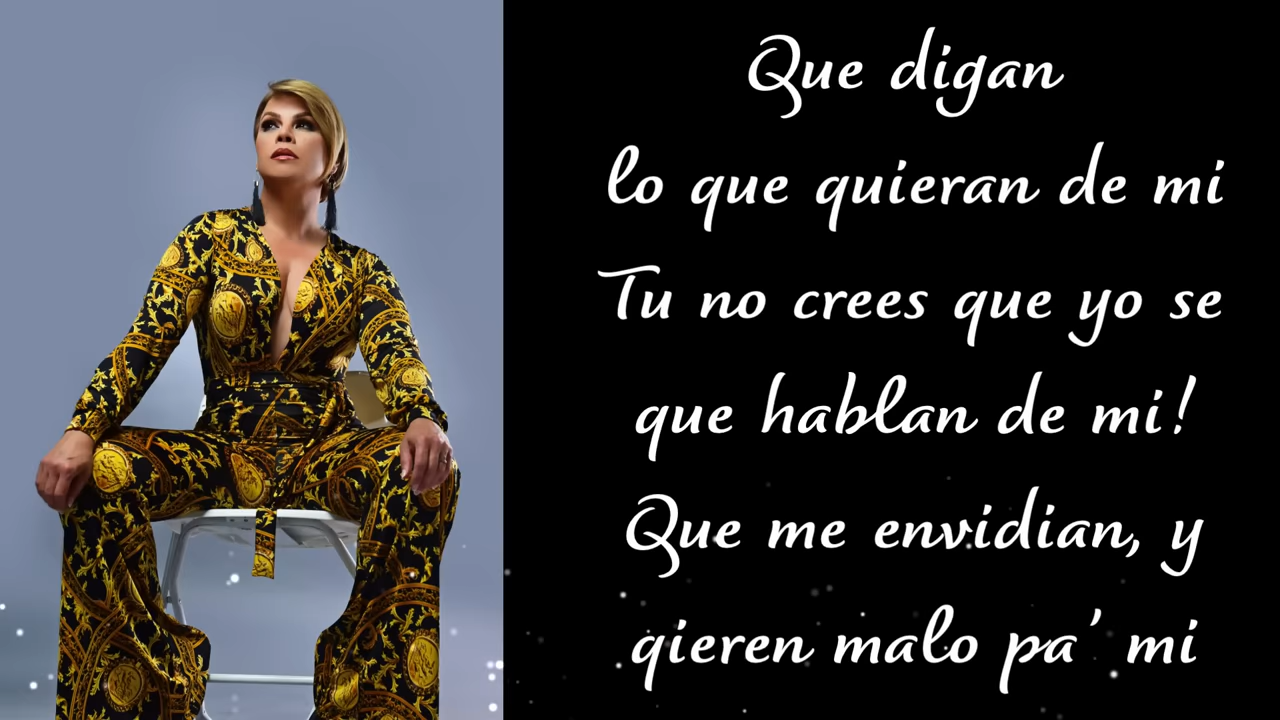 Que digan
lo que quieran de mi
Tu no crees que yo se
que hablan de mi!
Que me envidian, y
qieren malo pa' mi